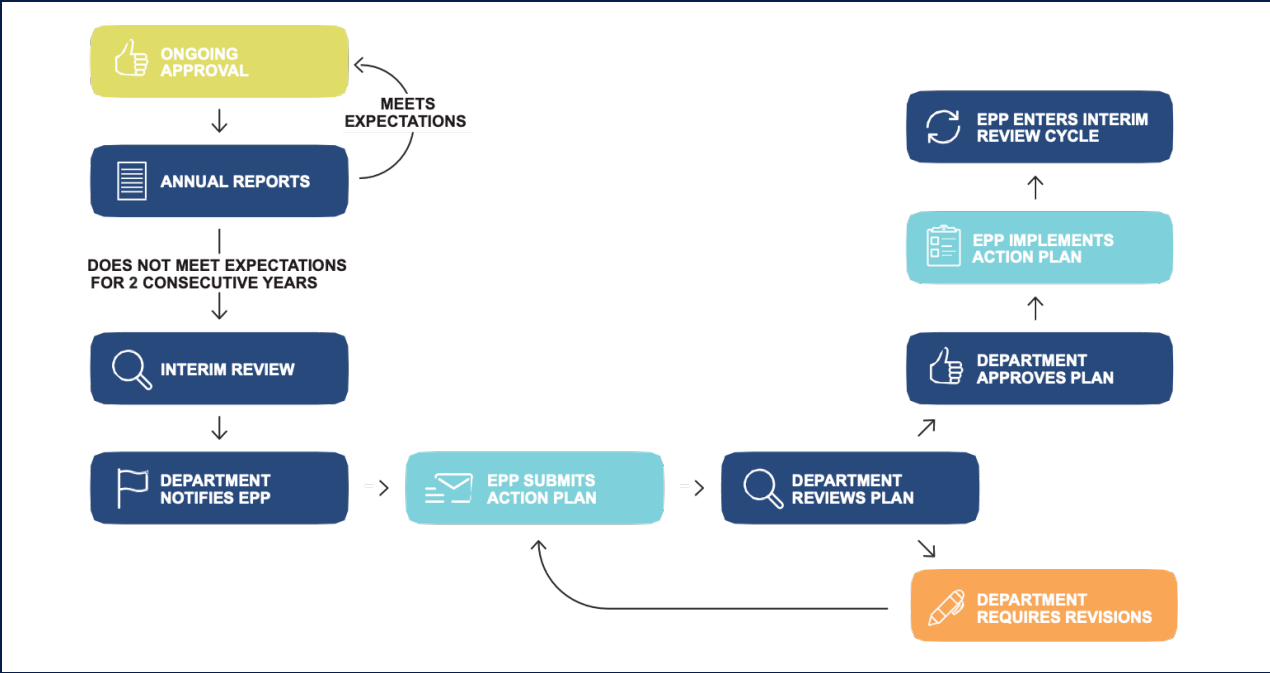 ONGOING
APPROVAL
MEETS
EXPECTATIONS
ANNUAL REPORTS
DOES NOT MEET EXPECTATIONS
FOR 2 CONSECUTIVE YEARS
INTERIM REVIEW
DEPARTMENT
NOTIFIES EPP
EPP SUBMITS
ACTION PLAN
DEPARTMENT
REVIEWS PLAN
DEPARTMENT
REQUIRES REVISIONS
DEPARTMENT
APPROVES PLAN
EPP IMPLEMENTS
ACTION PLAN
EPP ENTERS INTERIM
REVIEW CYCLE